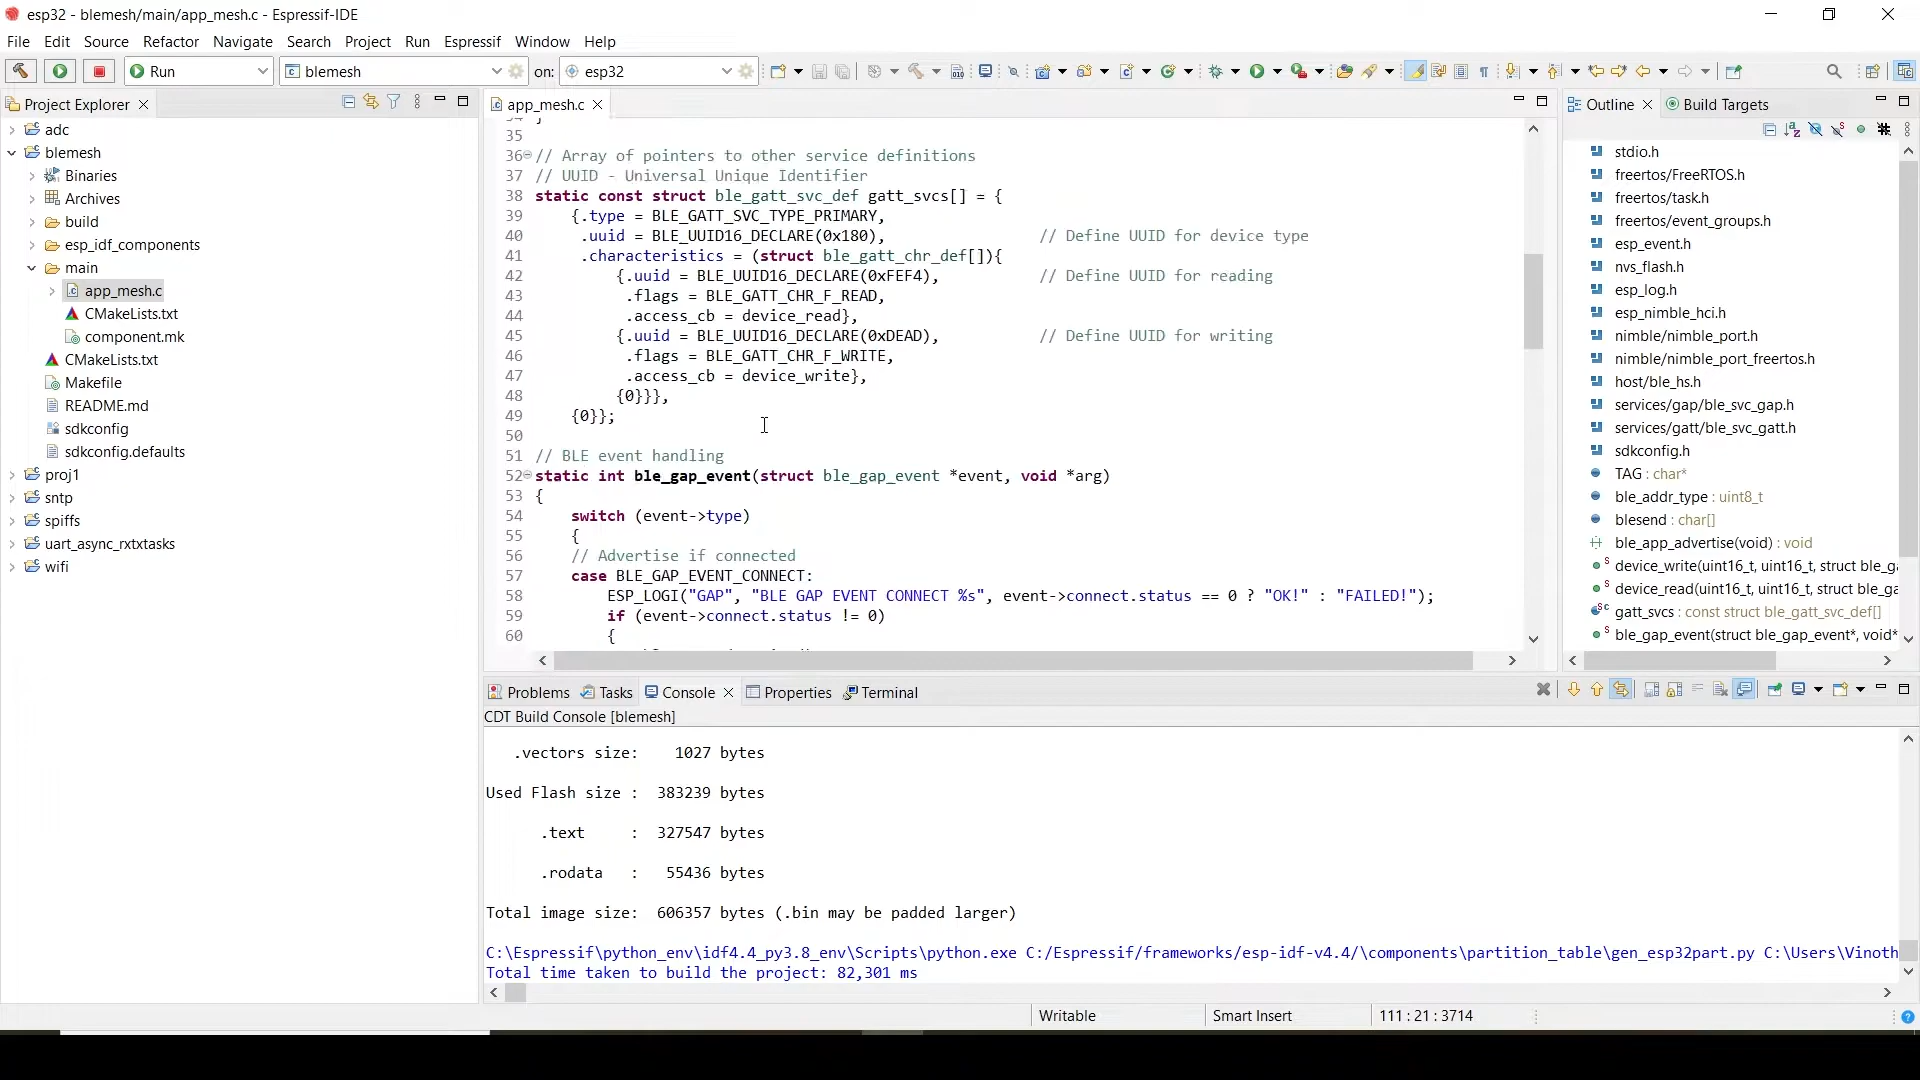 esp32 - blemesh/main/app_mesh.c - Espressif-IDE
File Edit Source Refactor Navigate Search Project Run Espressif Window Help
Run blemesh on: esp32
Project Explorer
adc
blemesh
Binaries
Archives
build
esp_idf_components
main
app_mesh.c
CMakeLists.txt
component.mk
CMakeLists.txt
Makefile
README.md
sdkconfig
sdkconfig.defaults
proj1
sntp
spiffs
uart_async_rxtxtasks
wifi
app_mesh.c
35
36 // Array of pointers to other service definitions
37 // UUID - Universal Unique Identifier
38 static const struct ble_gatt_svc_def gatt_svcs[] = {
39 {.type = BLE_GATT_SVC_TYPE_PRIMARY,
40 .uuid = BLE_UUID16_DECLARE(0x180), // Define UUID for device type
41 .characteristics = (struct ble_gatt_chr_def[]){
42 {.uuid = BLE_UUID16_DECLARE(0xFEF4), // Define UUID for reading
43 .flags = BLE_GATT_CHR_F_READ,
44 .access_cb = device_read},
45 {.uuid = BLE_UUID16_DECLARE(0xDEAD), // Define UUID for writing
46 .flags = BLE_GATT_CHR_F_WRITE,
47 .access_cb = device_write},
48 {0}}},
49 {0}};
50
51 // BLE event handling
52 static int ble_gap_event(struct ble_gap_event *event, void *arg)
53 {
54 switch (event->type)
55 {
56 // Advertise if connected
57 case BLE_GAP_EVENT_CONNECT:
58 ESP_LOGI("GAP", "BLE GAP EVENT CONNECT %s", event->connect.status == 0 ? "OK!" : "FAILED!");
59 if (event->connect.status != 0)
60 {
Outline Build Targets
stdio.h
freertos/FreeRTOS.h
freertos/task.h
freertos/event_groups.h
esp_event.h
nvs_flash.h
esp_log.h
esp_nimble_hci.h
nimble/nimble_port.h
nimble/nimble_port_freertos.h
host/ble_hs.h
services/gap/ble_svc_gap.h
services/gatt/ble_svc_gatt.h
sdkconfig.h
TAG : char*
ble_addr_type : uint8_t
blesend : char[]
ble_app_advertise(void) : void
device_write(uint16_t, uint16_t, struct ble_ga
device_read(uint16_t, uint16_t, struct ble_ga
gatt_svcs : const struct ble_gatt_svc_def[]
ble_gap_event(struct ble_gap_event*, void*
Problems Tasks Console Properties Terminal
CDT Build Console [blemesh]
.vectors size: 1027 bytes
Used Flash size : 383239 bytes
.text : 327547 bytes
.rodata : 55436 bytes
Total image size: 606357 bytes (.bin may be padded larger)
C:\Espressif\python_env\idf4.4_py3.8_env\Scripts\python.exe C:/Espressif/frameworks/esp-idf-v4.4/\components\partition_table\gen_esp32part.py C:\Users\Vinoth
Total time taken to build the project: 82,301 ms
Writable Smart Insert 111 : 21 : 3714